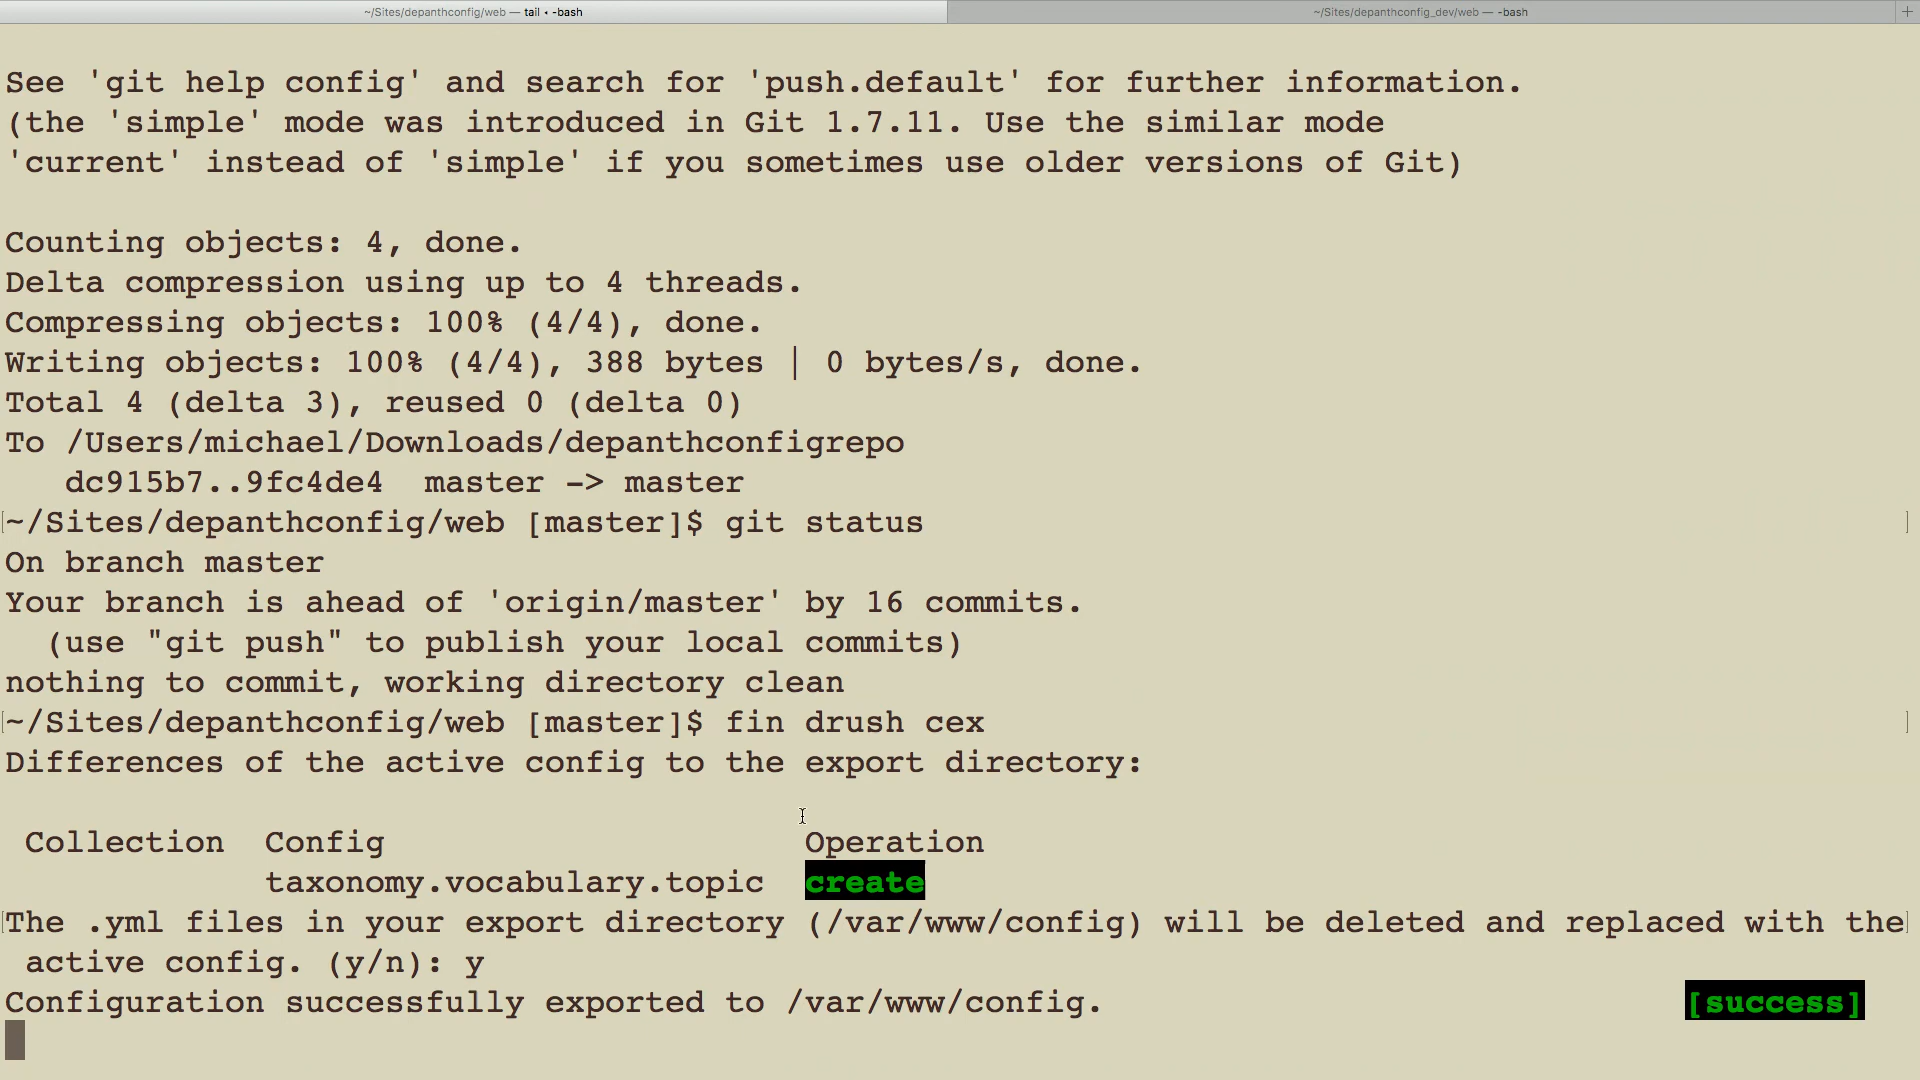 ~/Sites/depanthconfig/web — tail • -bash
~/Sites/depanthconfig_dev/web — -bash
+
See 'git help config' and search for 'push.default' for further information.
(the 'simple' mode was introduced in Git 1.7.11. Use the similar mode
'current' instead of 'simple' if you sometimes use older versions of Git)
Counting objects: 4, done.
Delta compression using up to 4 threads.
Compressing objects: 100% (4/4), done.
Writing objects: 100% (4/4), 388 bytes | 0 bytes/s, done.
Total 4 (delta 3), reused 0 (delta 0)
To /Users/michael/Downloads/depanthconfigrepo
dc915b7..9fc4de4  master -> master
[~/Sites/depanthconfig/web [master]$ git status ]
On branch master
Your branch is ahead of 'origin/master' by 16 commits.
(use "git push" to publish your local commits)
nothing to commit, working directory clean
[~/Sites/depanthconfig/web [master]$ fin drush cex ]
Differences of the active config to the export directory:
Collection  Config  Operation
taxonomy.vocabulary.topic  create
[The .yml files in your export directory (/var/www/config) will be deleted and replaced with the]
active config. (y/n): y
Configuration successfully exported to /var/www/config. [success]